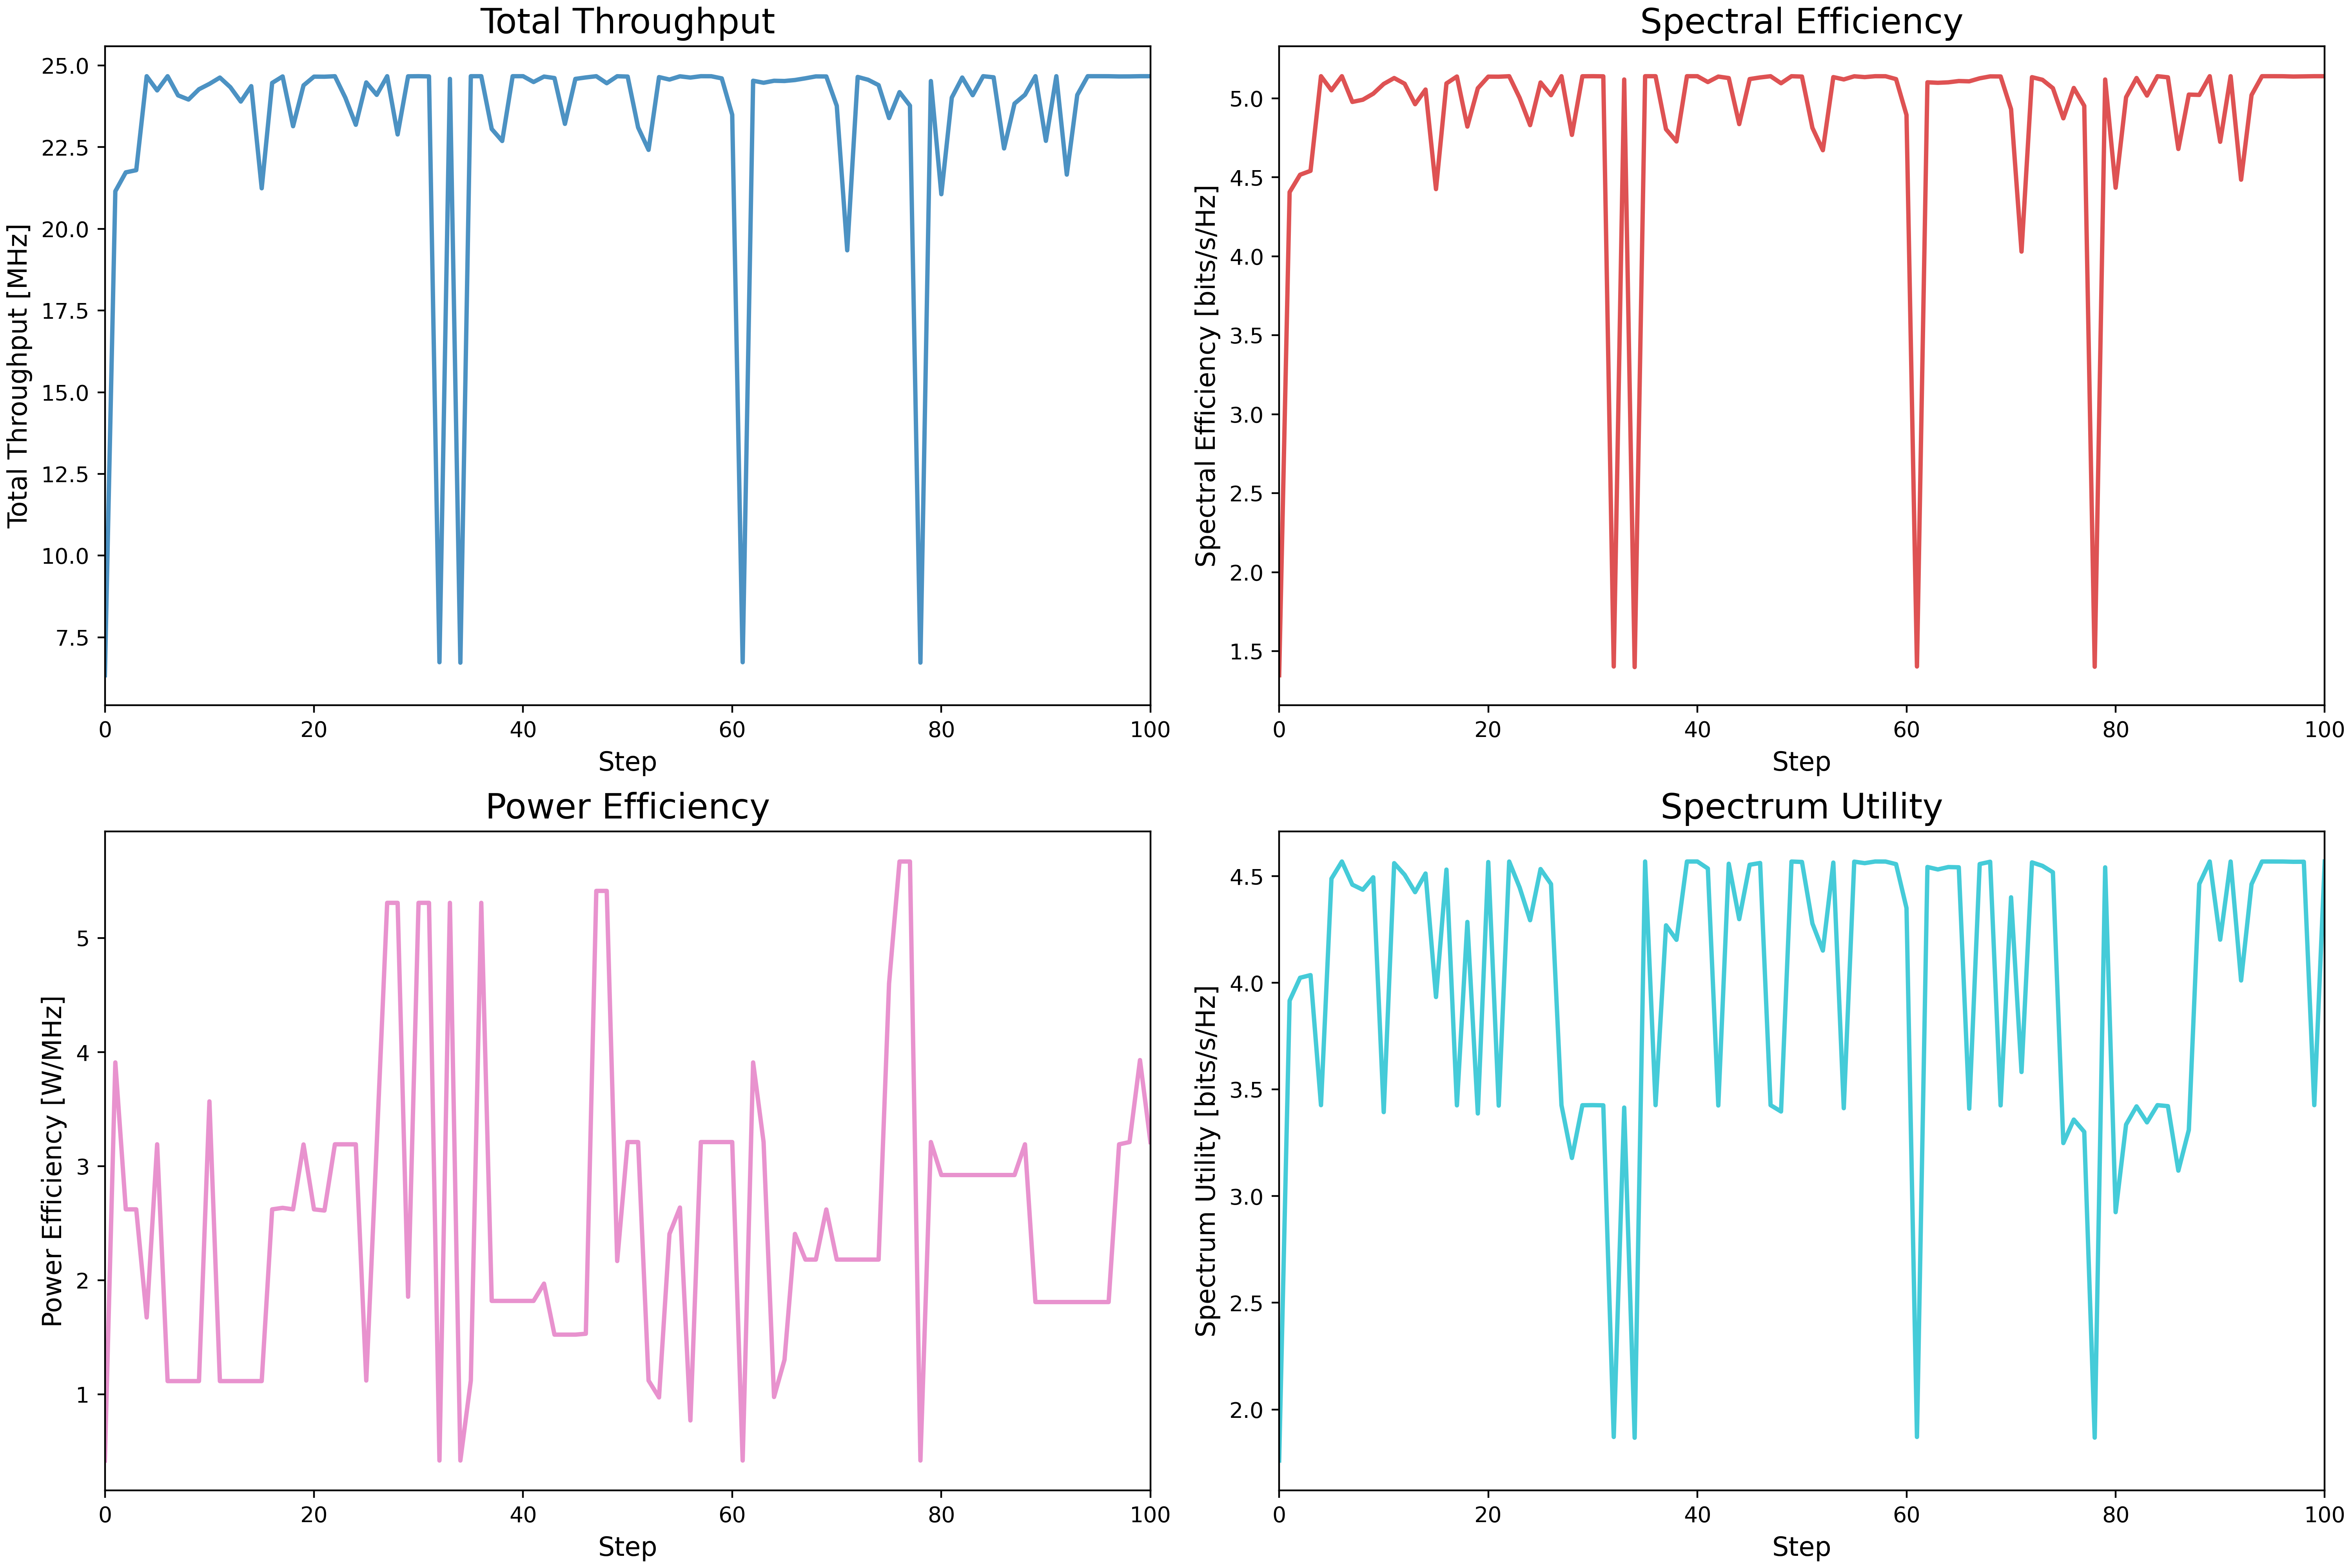 Total Throughput
Total Throughput [MHz]
25.0
22.5
20.0
17.5
15.0
12.5
10.0
7.5
0 20 40 60 80 100
Step
Spectral Efficiency
Spectral Efficiency [bits/s/Hz]
5.0
4.5
4.0
3.5
3.0
2.5
2.0
1.5
0 20 40 60 80 100
Step
Power Efficiency
Power Efficiency [W/MHz]
5
4
3
2
1
0 20 40 60 80 100
Step
Spectrum Utility
Spectrum Utility [bits/s/Hz]
4.5
4.0
3.5
3.0
2.5
2.0
0 20 40 60 80 100
Step